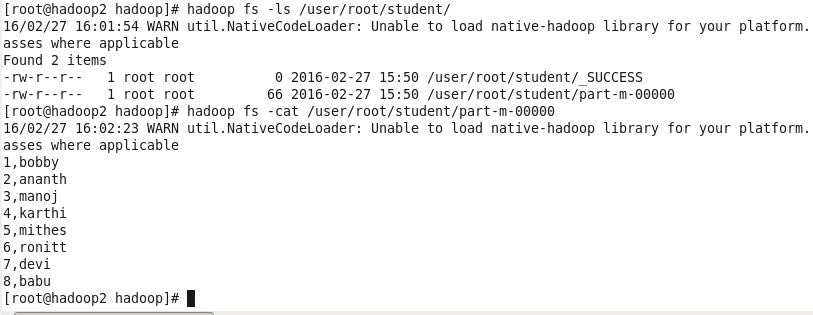 [root@hadoop2 hadoop]# hadoop fs -ls /user/root/student/
16/02/27 16:01:54 WARN util.NativeCodeLoader: Unable to load native-hadoop library for your platform.
asses where applicable
Found 2 items
-rw-r--r--   1 root root          0 2016-02-27 15:50 /user/root/student/_SUCCESS
-rw-r--r--   1 root root         66 2016-02-27 15:50 /user/root/student/part-m-00000
[root@hadoop2 hadoop]# hadoop fs -cat /user/root/student/part-m-00000
16/02/27 16:02:23 WARN util.NativeCodeLoader: Unable to load native-hadoop library for your platform.
asses where applicable
1,bobby
2,ananth
3,manoj
4,karthi
5,mithes
6,ronitt
7,devi
8,babu
[root@hadoop2 hadoop]#